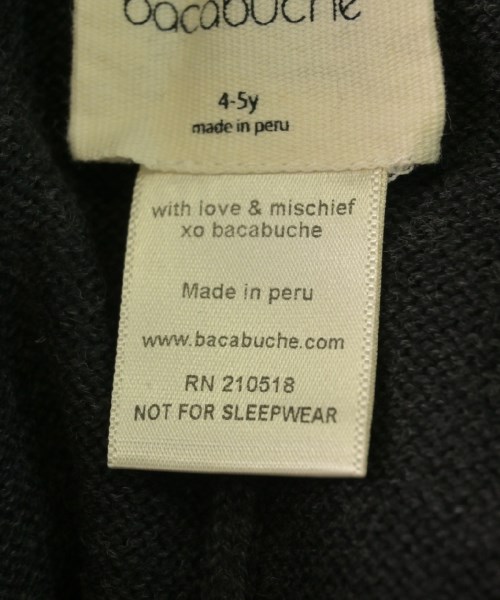 bacabuche
4-5y
made in peru
with love & mischief
xo bacabuche
Made in peru
www.bacabuche.com
RN 210518
NOT FOR SLEEPWEAR